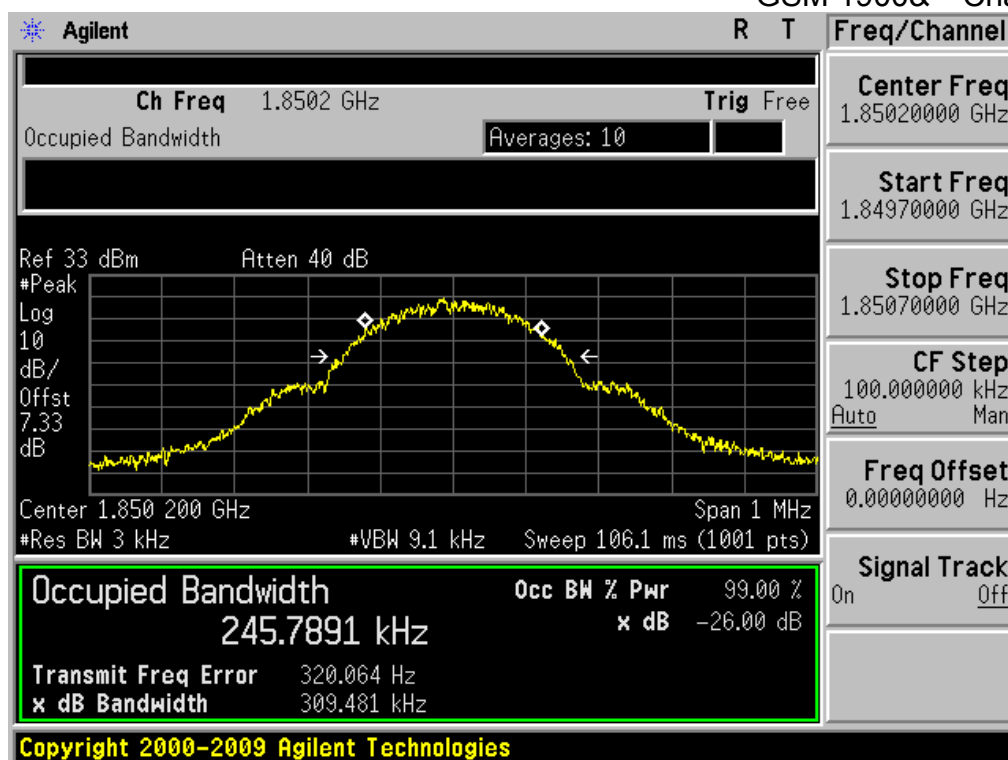 GSM 1900&
Agilent R T Freq/Channel
Ch Freq 1.8502 GHz Trig Free
Occupied Bandwidth Averages: 10
Center Freq
1.85020000 GHz
Start Freq
1.84970000 GHz
Stop Freq
1.85070000 GHz
CF Step
100.000000 kHz
Auto Man
Freq Offset
0.00000000 Hz
Signal Track
On Off
Ref 33 dBm Atten 40 dB
#Peak
Log
10
dB/
Offst
7.33
dB
Center 1.850 200 GHz Span 1 MHz
#Res BW 3 kHz #VBW 9.1 kHz Sweep 106.1 ms (1001 pts)
Occupied Bandwidth Occ BW % Pwr 99.00 %
245.7891 kHz x dB -26.00 dB
Transmit Freq Error 320.064 Hz
x dB Bandwidth 309.481 kHz
Copyright 2000-2009 Agilent Technologies